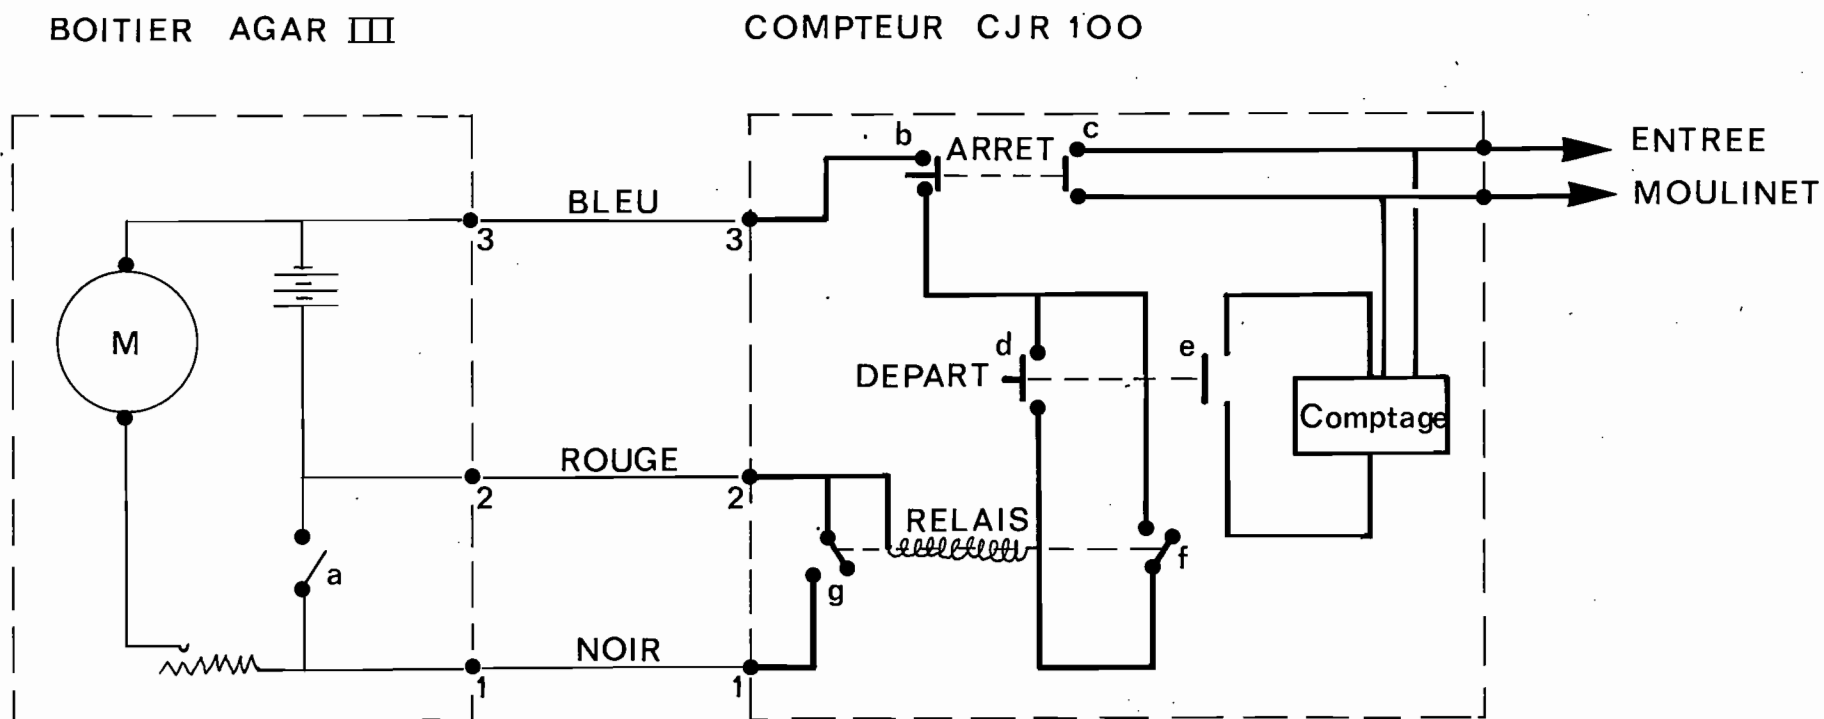 BOITIER AGAR III
COMPTEUR CJR 100
b
ARRET
c
ENTREE
MOULINET
BLEU
3
3
M
d
DEPART
e
Comptage
ROUGE
2
2
RELAIS
a
g
f
NOIR
1
1